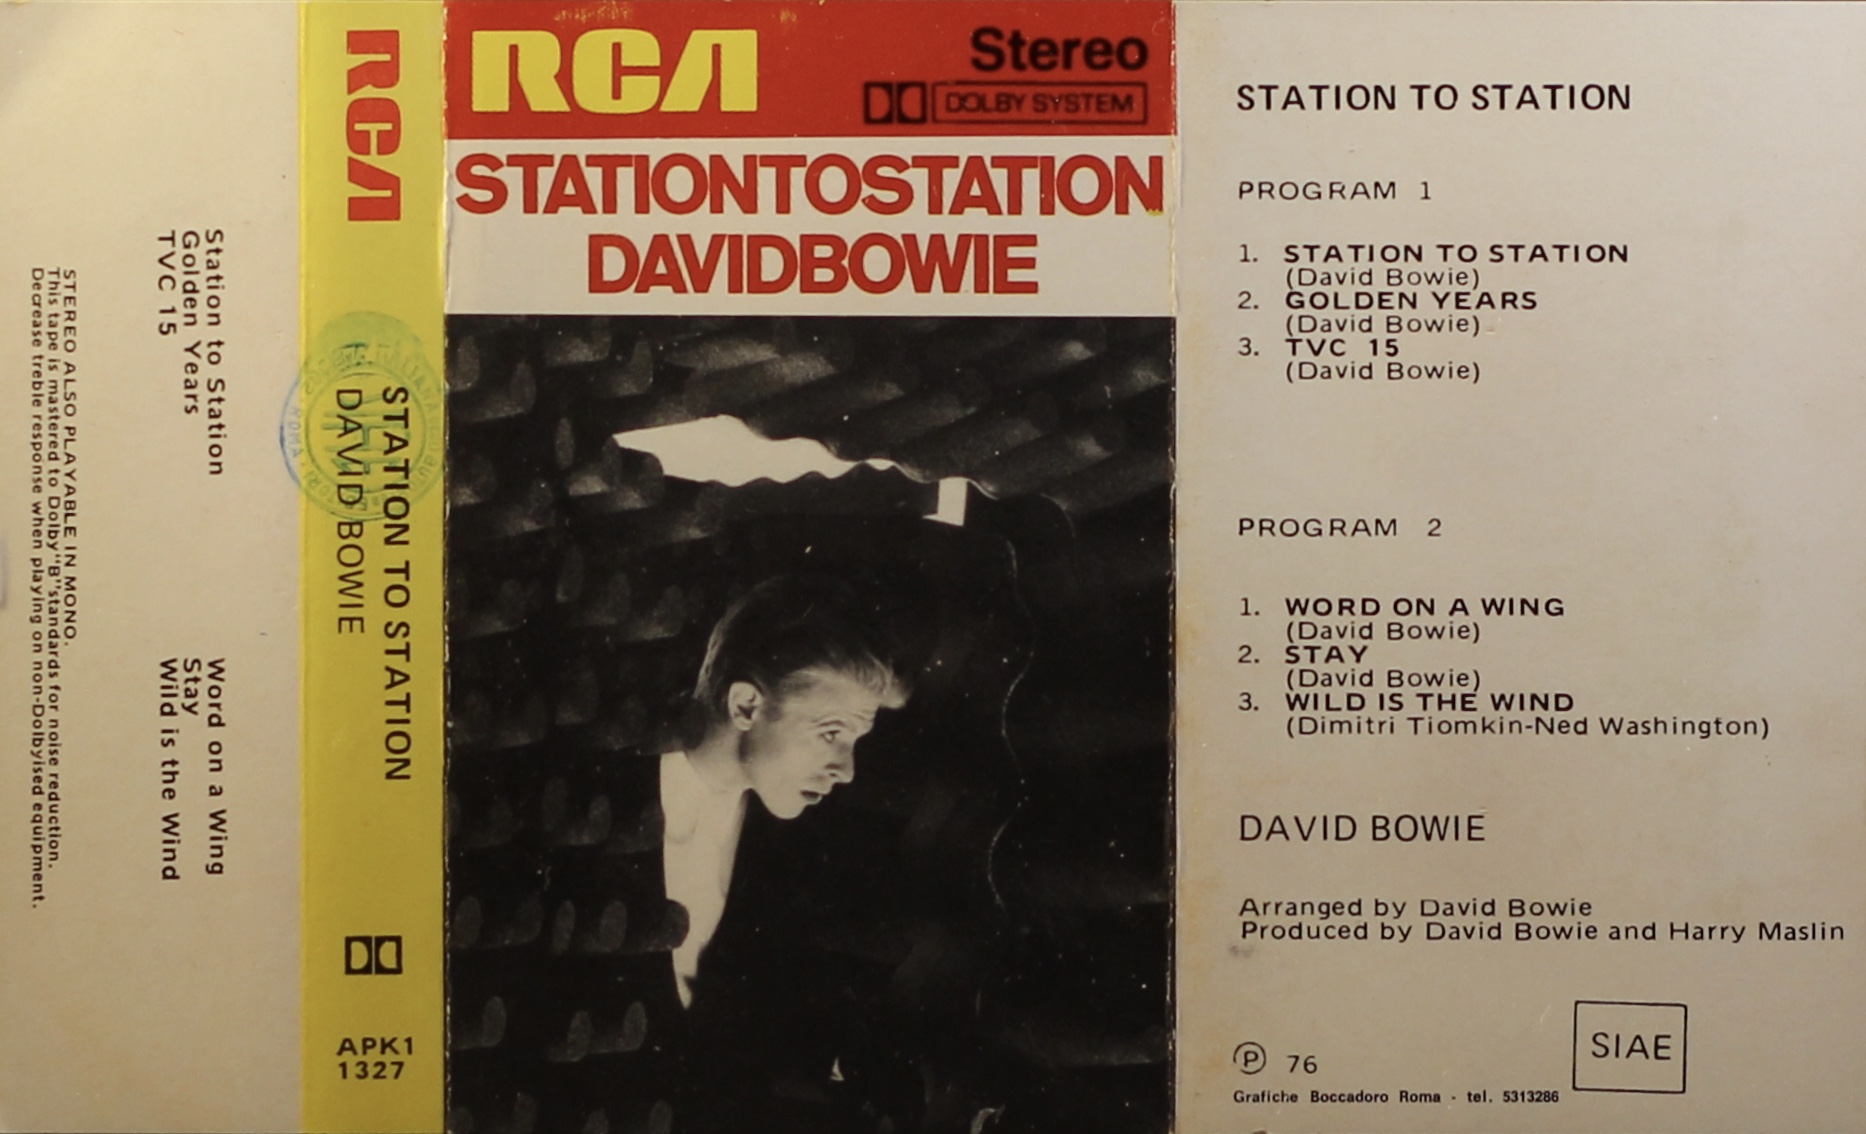 STEREO ALSO PLAYABLE IN MONO.
This tape is mastered to Dolby "B" standards for noise reduction.
Decrease treble response when playing on non-Dolbyised equipment.
Station to Station
Golden Years
TVC 15
Word on a Wing
Stay
Wild is the Wind
RCA
STATION TO STATION
DAVID BOWIE
ROMA
APK1
1327
RCA
Stereo
DOLBY SYSTEM
STATIONTOSTATION
DAVIDBOWIE
STATION TO STATION
PROGRAM 1
1. STATION TO STATION
(David Bowie)
2. GOLDEN YEARS
(David Bowie)
3. TVC 15
(David Bowie)
PROGRAM 2
1. WORD ON A WING
(David Bowie)
2. STAY
(David Bowie)
3. WILD IS THE WIND
(Dimitri Tiomkin-Ned Washington)
DAVID BOWIE
Arranged by David Bowie
Produced by David Bowie and Harry Maslin
Ⓟ 76
SIAE
Grafiche Boccadoro Roma - tel. 5313286